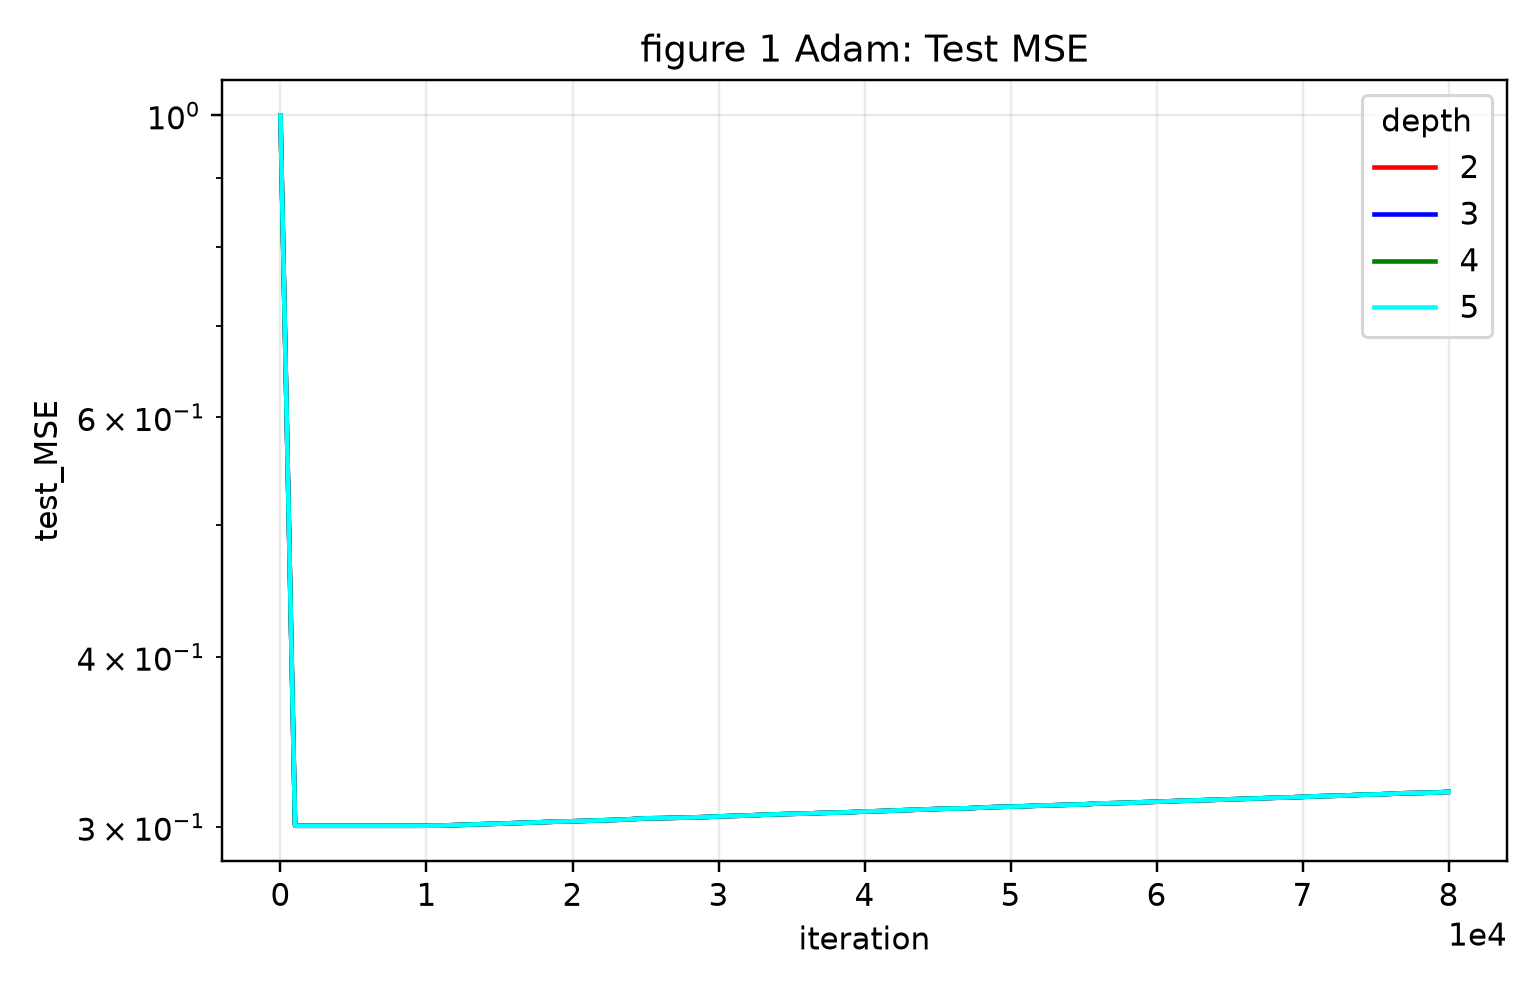 figure 1 Adam: Test MSE
test_MSE
10⁰
6 × 10⁻¹
4 × 10⁻¹
3 × 10⁻¹
depth
2
3
4
5
0 1 2 3 4 5 6 7 8
1e4
iteration